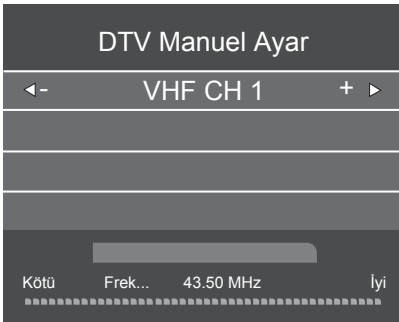 DTV Manuel Ayar
- VHF CH 1 +
Kötü Frek... 43.50 MHz İyi